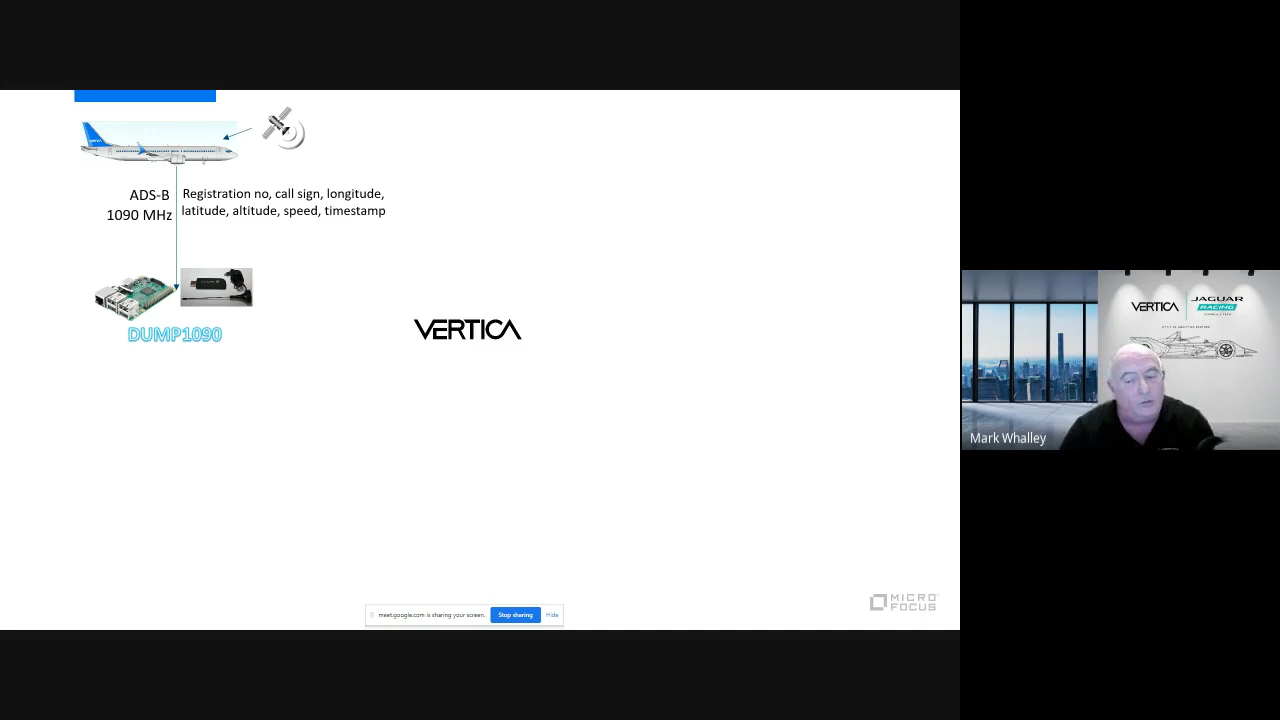 ADS-B
1090 MHz
Registration no, call sign, longitude,
latitude, altitude, speed, timestamp
DUMP1090
VERTICA
meet.google.com is sharing your screen.
Stop sharing
Hide
MICRO
FOCUS
VERTICA
JAGUAR
RACING
Mark Whalley